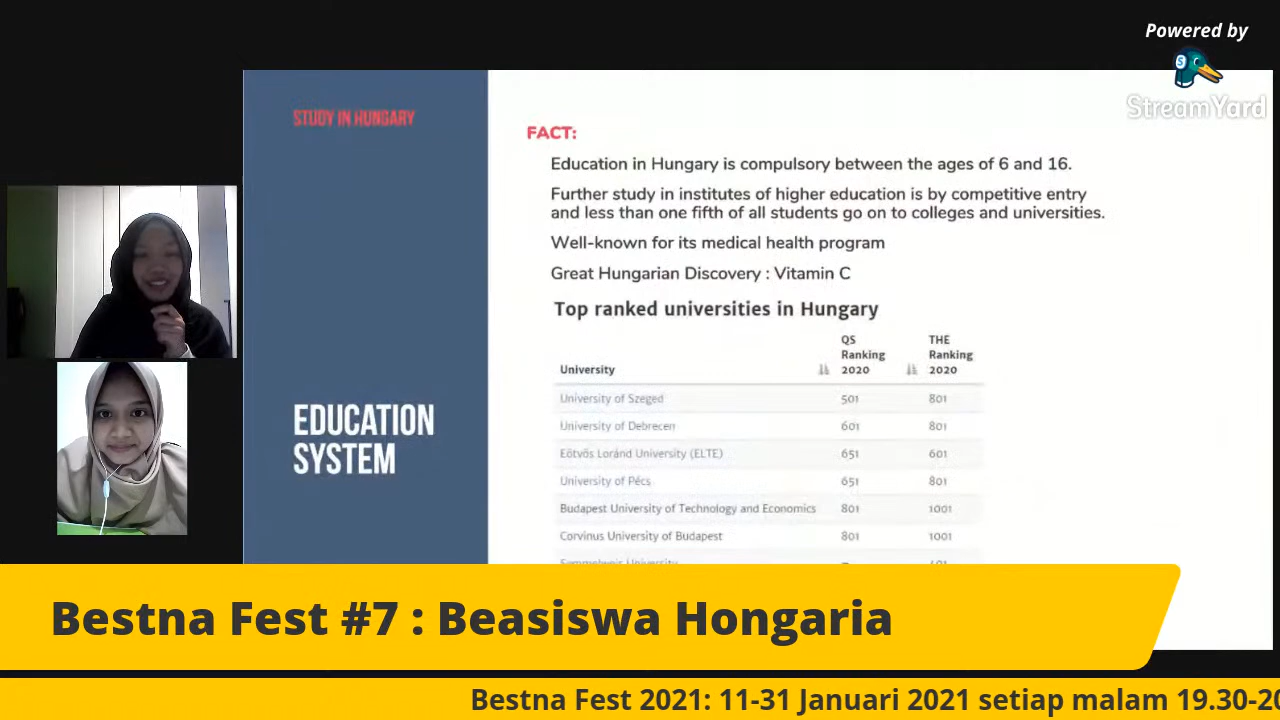 Powered by
StreamYard
STUDY IN HUNGARY
EDUCATION
SYSTEM
FACT:
Education in Hungary is compulsory between the ages of 6 and 16.
Further study in institutes of higher education is by competitive entry
and less than one fifth of all students go on to colleges and universities.
Well-known for its medical health program
Great Hungarian Discovery : Vitamin C
Top ranked universities in Hungary
University QS Ranking 2020 THE Ranking 2020
University of Szeged 501 801
University of Debrecen 601 801
Eötvös Loránd University (ELTE) 651 601
University of Pécs 651 801
Budapest University of Technology and Economics 801 1001
Corvinus University of Budapest 801 1001
Bestna Fest #7 : Beasiswa Hongaria
Bestna Fest 2021: 11-31 Januari 2021 setiap malam 19.30-20